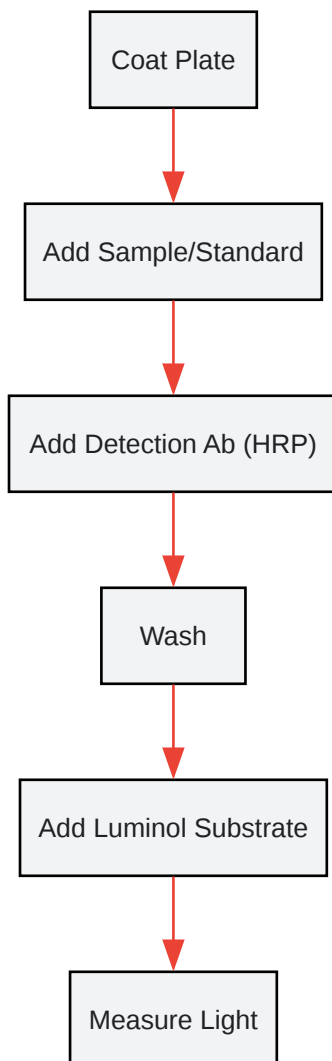 Coat Plate
Add Sample/Standard
Add Detection Ab (HRP)
Wash
Add Luminol Substrate
Measure Light